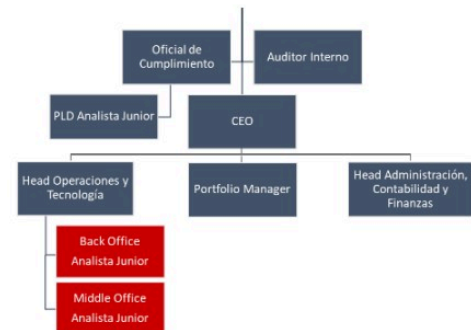 Oficial de
Cumplimiento
Auditor Interno
PLD Analista Junior
CEO
Head Operaciones y
Tecnología
Portfolio Manager
Head Administración,
Contabilidad y
Finanzas
Back Office
Analista Junior
Middle Office
Analista Junior